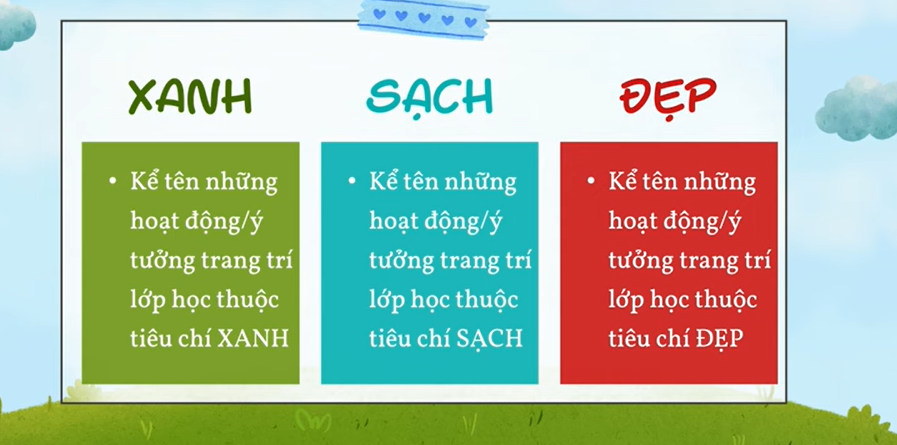 XANH
• Kể tên những
hoạt động/ý
tưởng trang trí
lớp học thuộc
tiêu chí XANH
SẠCH
• Kể tên những
hoạt động/ý
tưởng trang trí
lớp học thuộc
tiêu chí SẠCH
ĐẸP
• Kể tên những
hoạt động/ý
tưởng trang trí
lớp học thuộc
tiêu chí ĐẸP